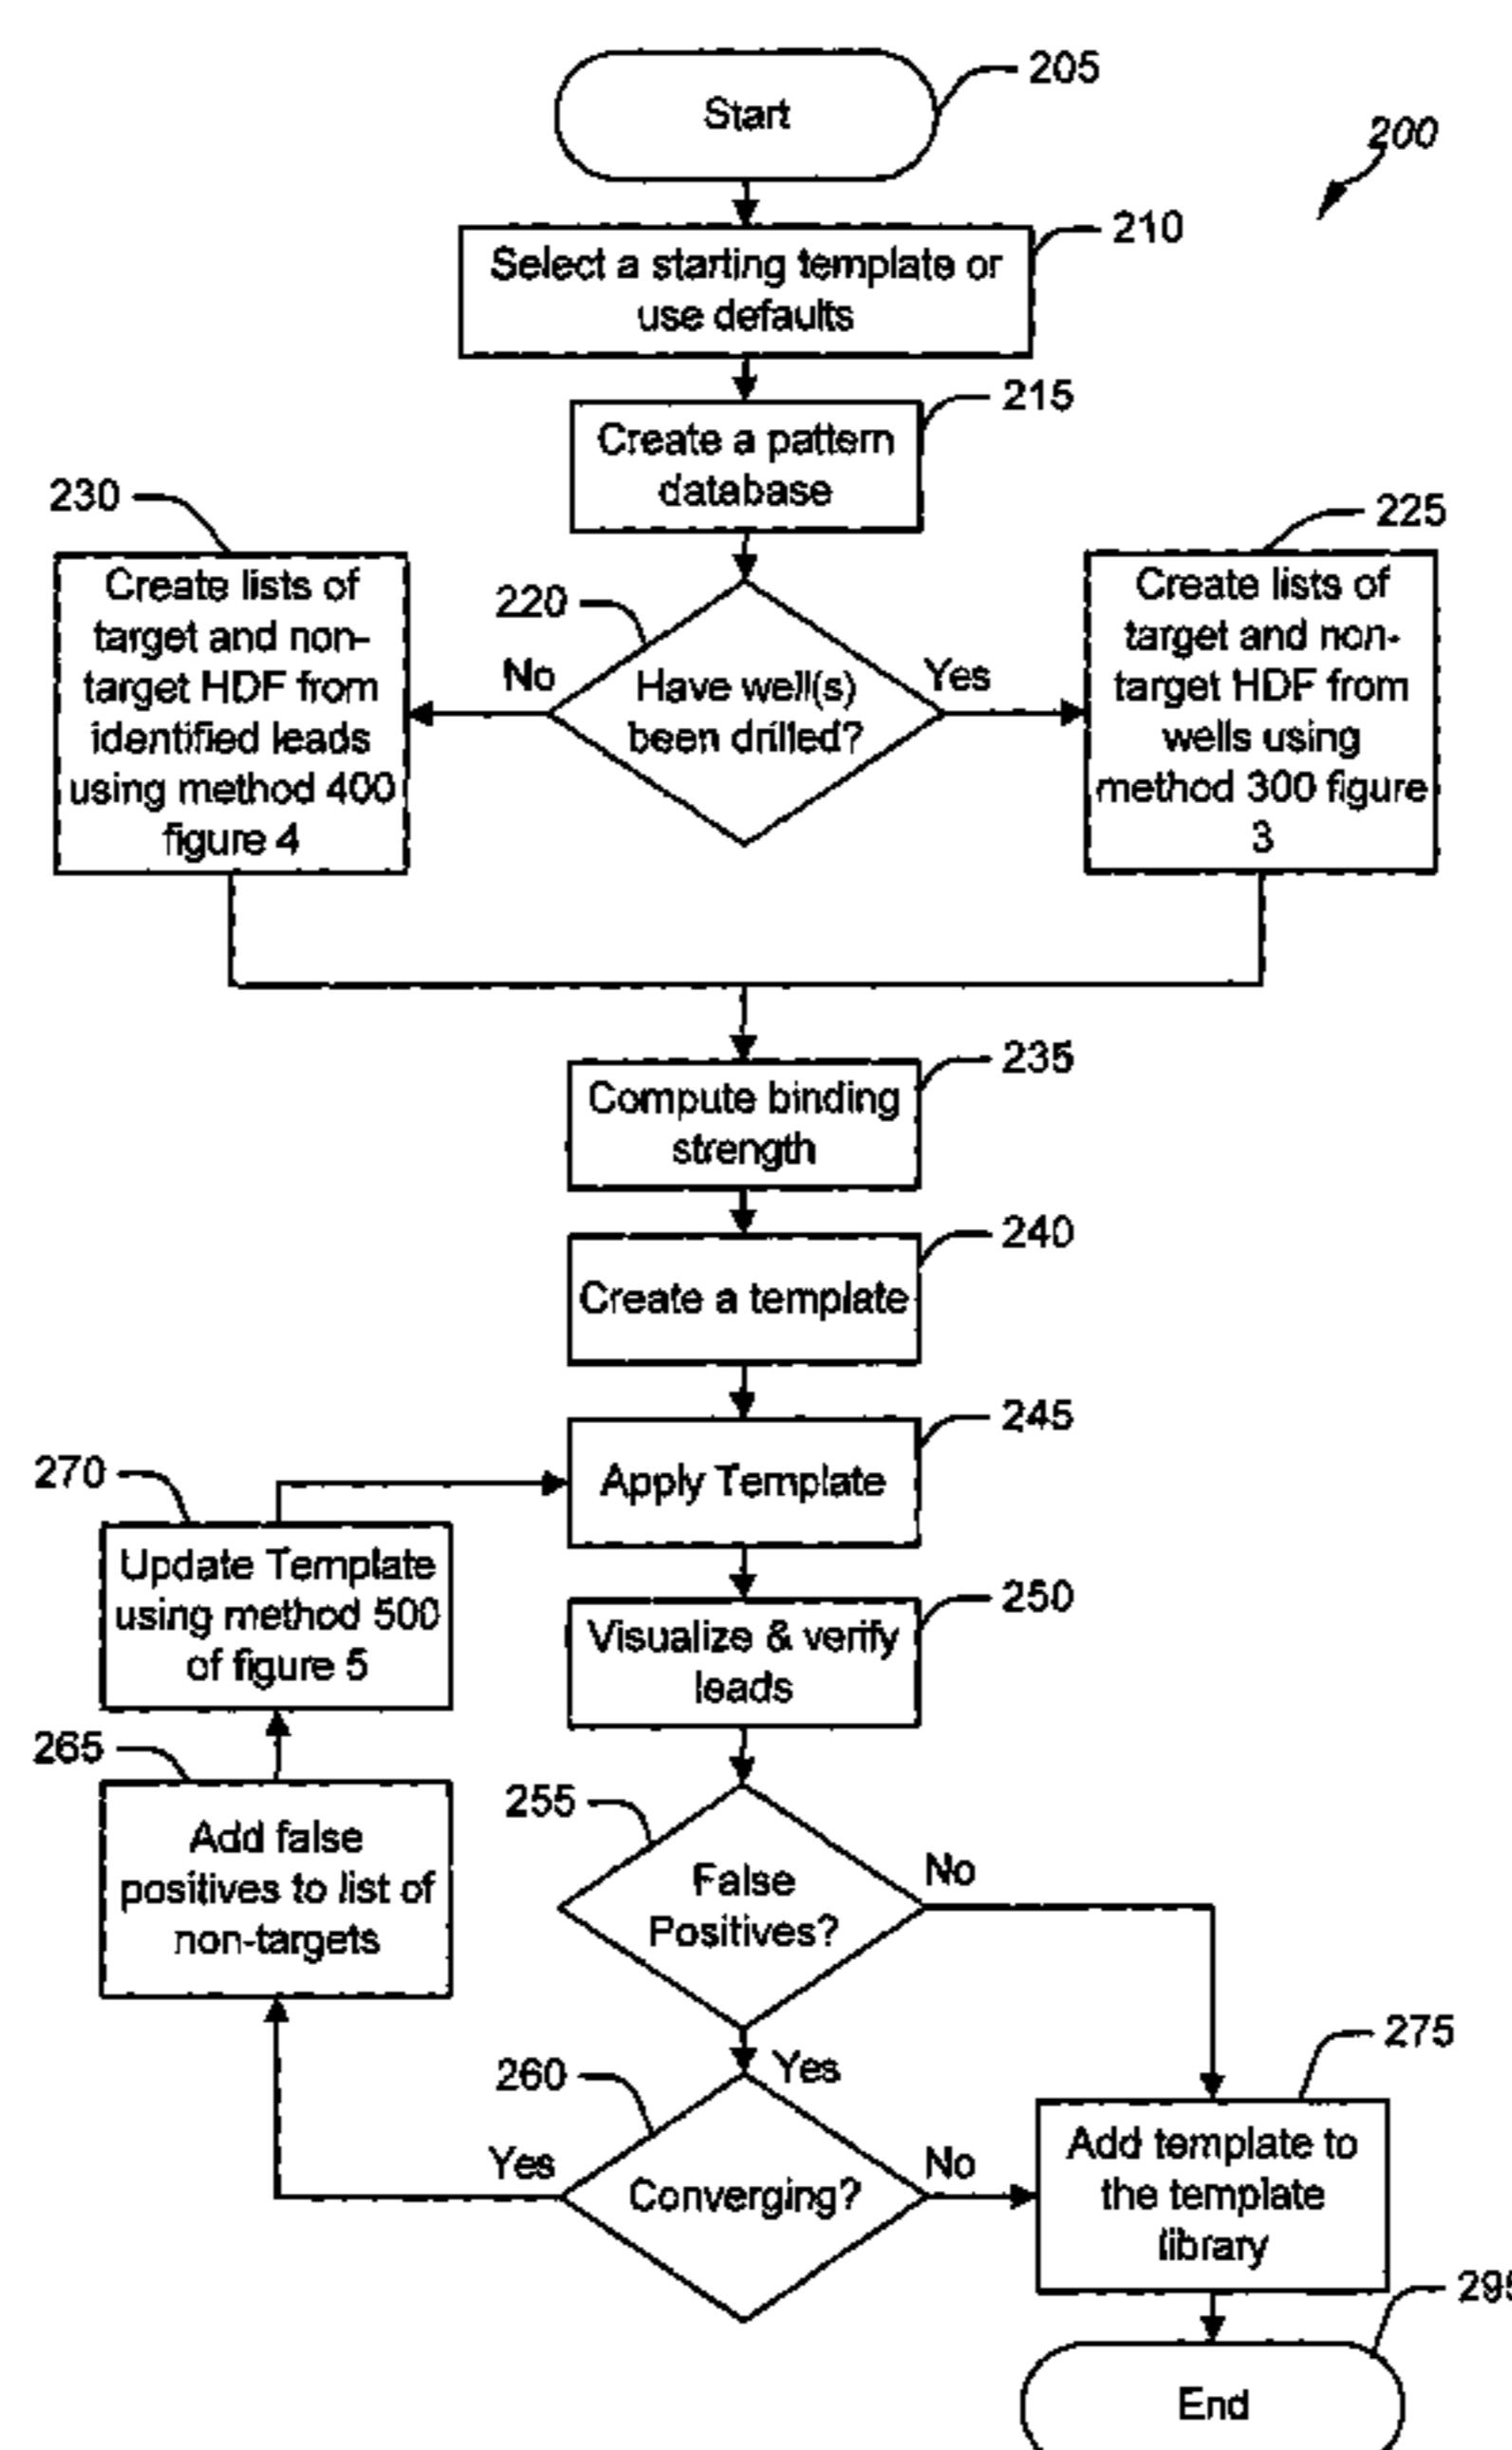 205
Start
200
210
Select a starting template or
use defaults
215
Create a pattern
database
230
225
Create lists of
target and non-
target HDF from
identified leads
using method 400
figure 4
220
No
Have well(s)
been drilled?
Yes
Create lists of
target and non-
target HDF from
wells using
method 300 figure
3
235
Compute binding
strength
240
Create a template
245
Apply Template
270
Update Template
using method 500
of figure 5
250
Visualize & verify
leads
265
Add false
positives to list of
non-targets
255
False
Positives?
No
Yes
260
Yes
Converging?
No
275
Add template to
the template
library
295
End